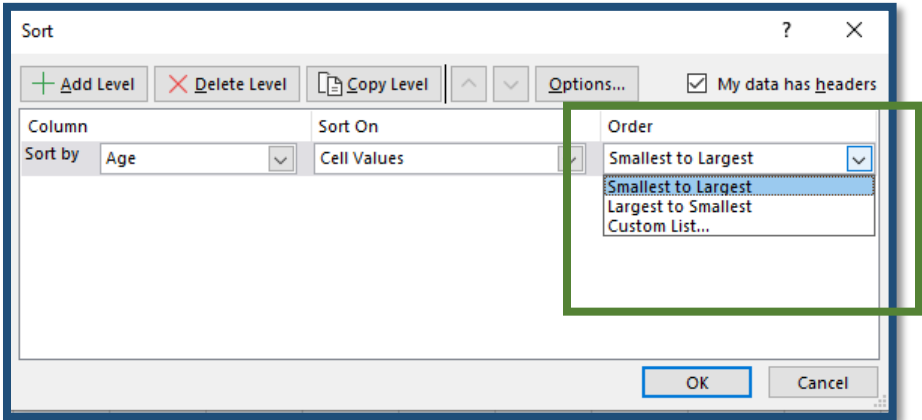 Sort ?
Add Level Delete Level Copy Level Options... My data has headers
Column Sort On Order
Sort by Age Cell Values Smallest to Largest
Smallest to Largest
Largest to Smallest
Custom List...
OK Cancel